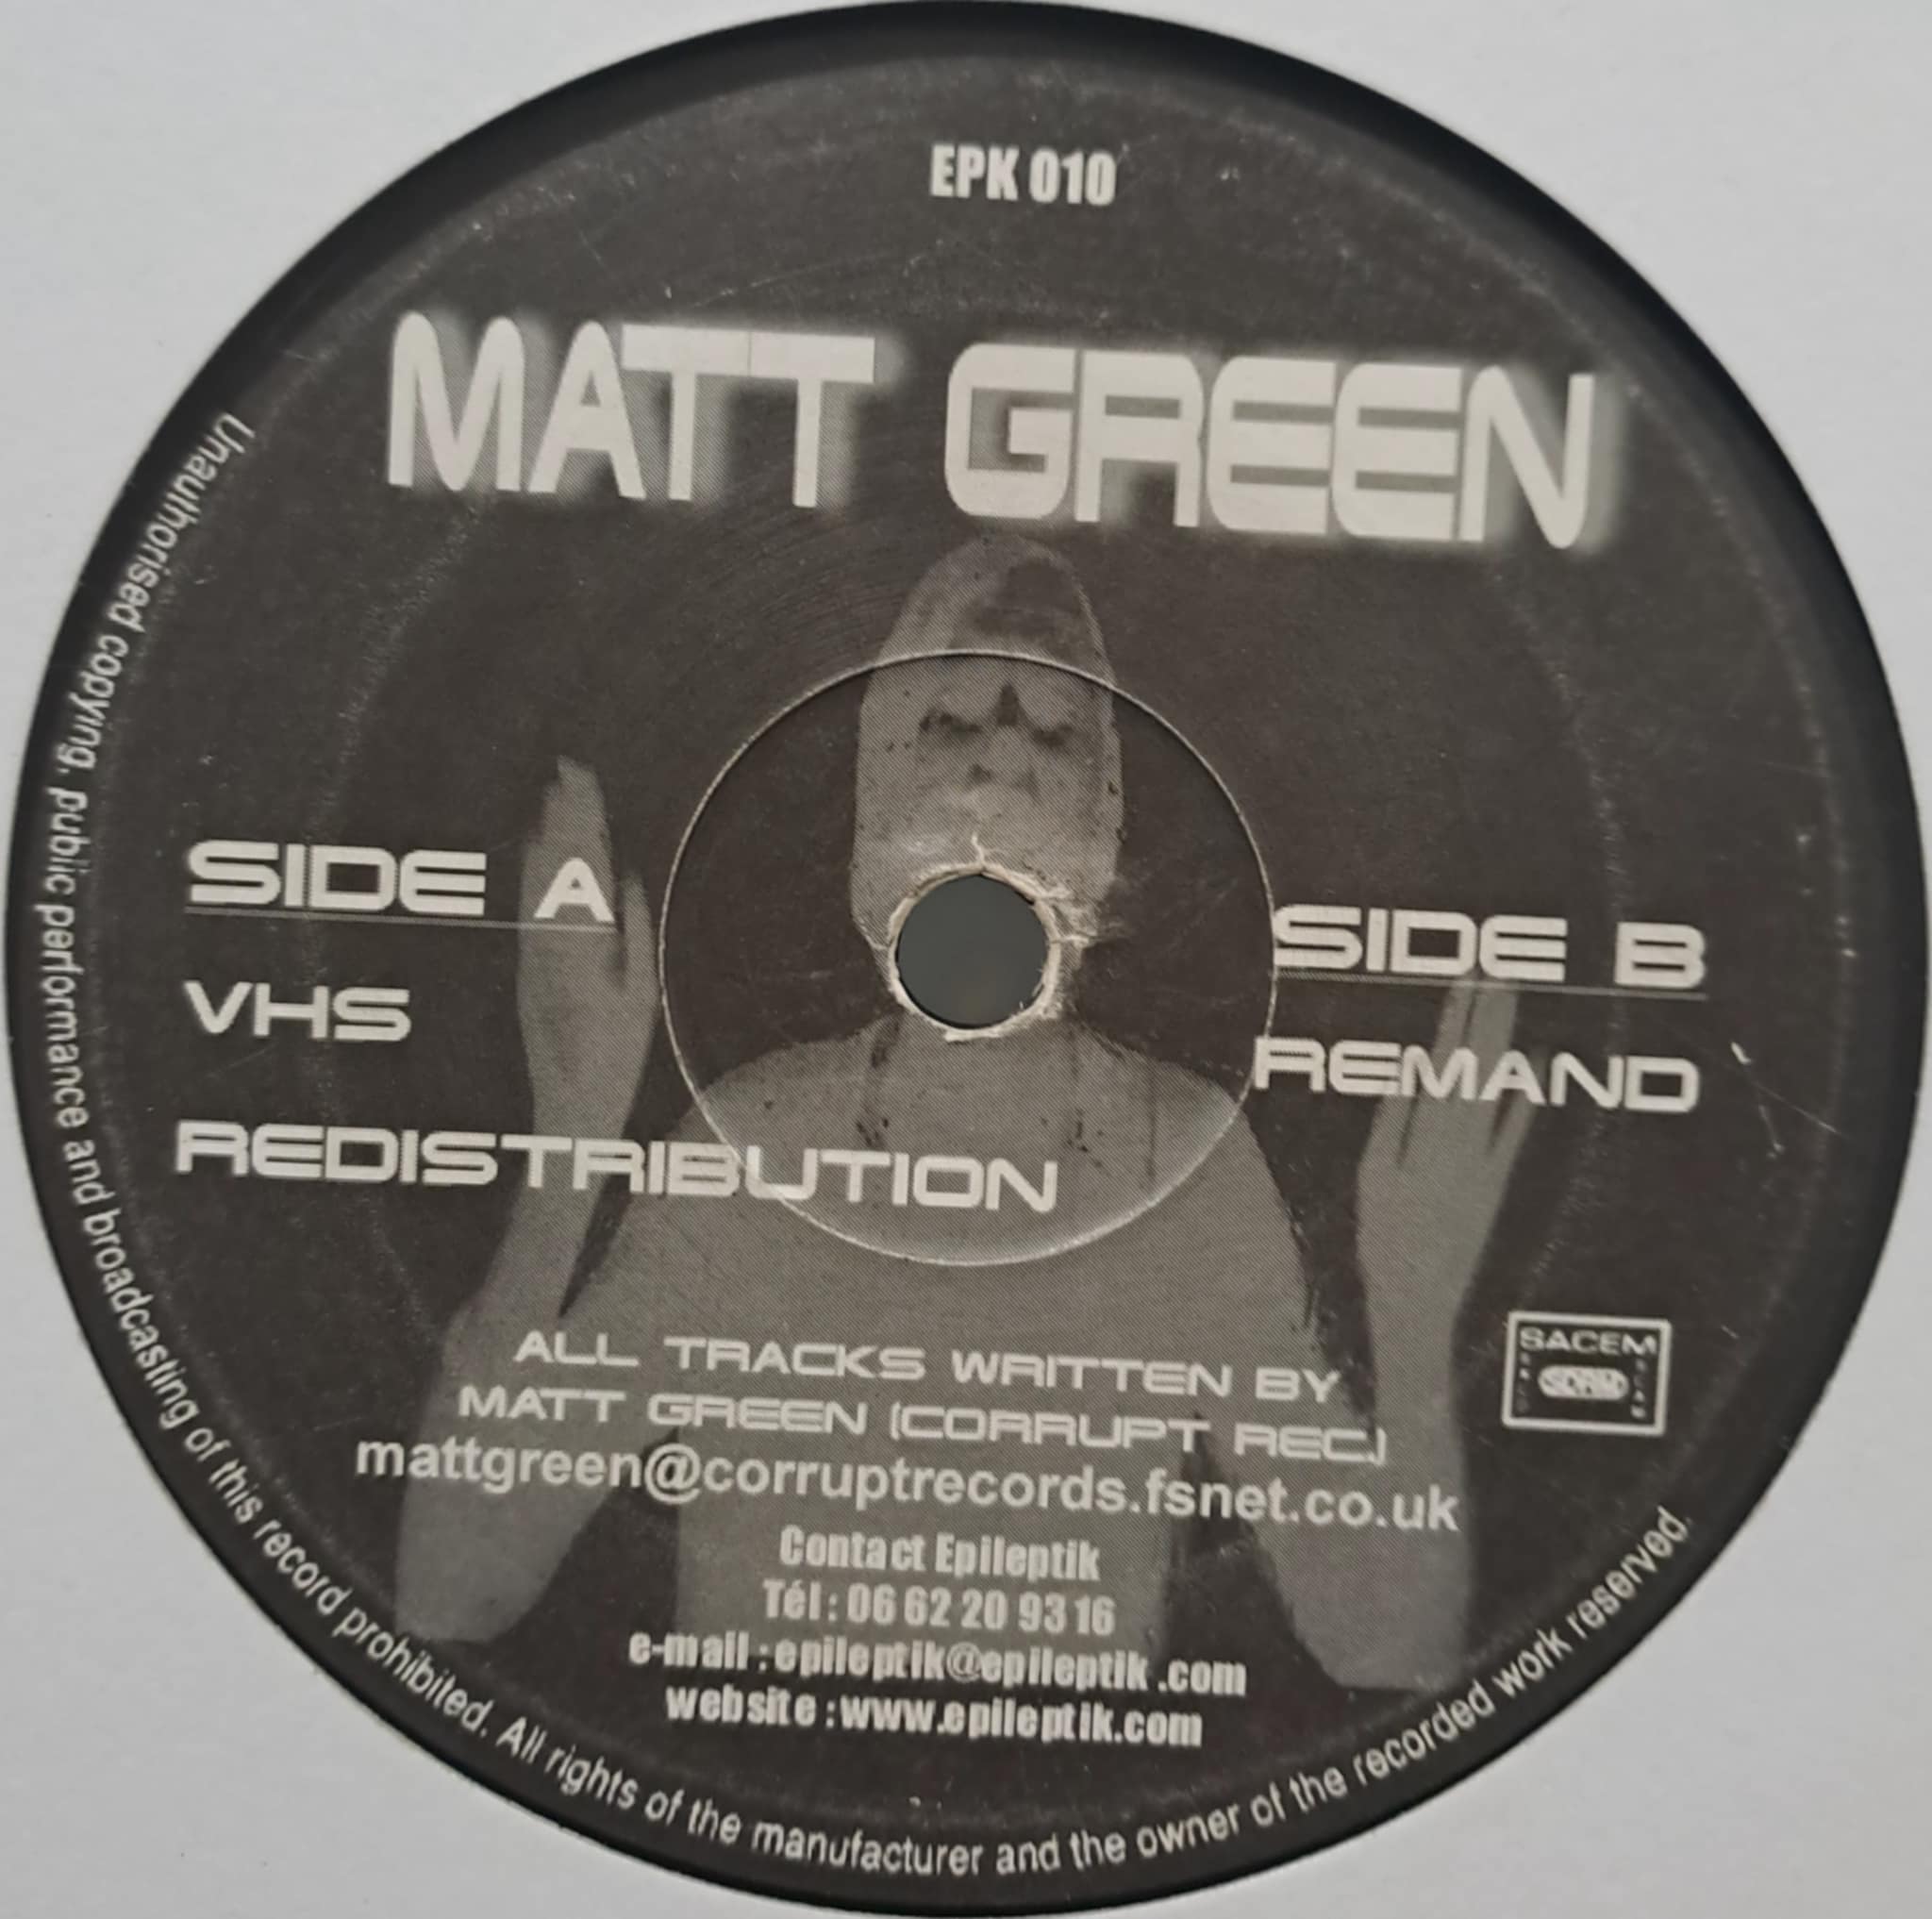 EPK 010
MATT GREEN
SIDE A
VHS
REDISTRIBUTION
SIDE B
REMAND
ALL TRACKS WRITTEN BY
MATT GREEN (CORRUPT REC.)
mattgreen@corruptrecords.fsnet.co.uk
Contact Epileptik
Tél : 06 62 20 93 16
e-mail : epileptik@epileptik .com
website : www.epileptik.com
SACEM
SDRM
Unauthorised copying, pubic performance and broadcasting of this record prohibited. All rights of the manufacturer and the owner of the recorded work reserved.